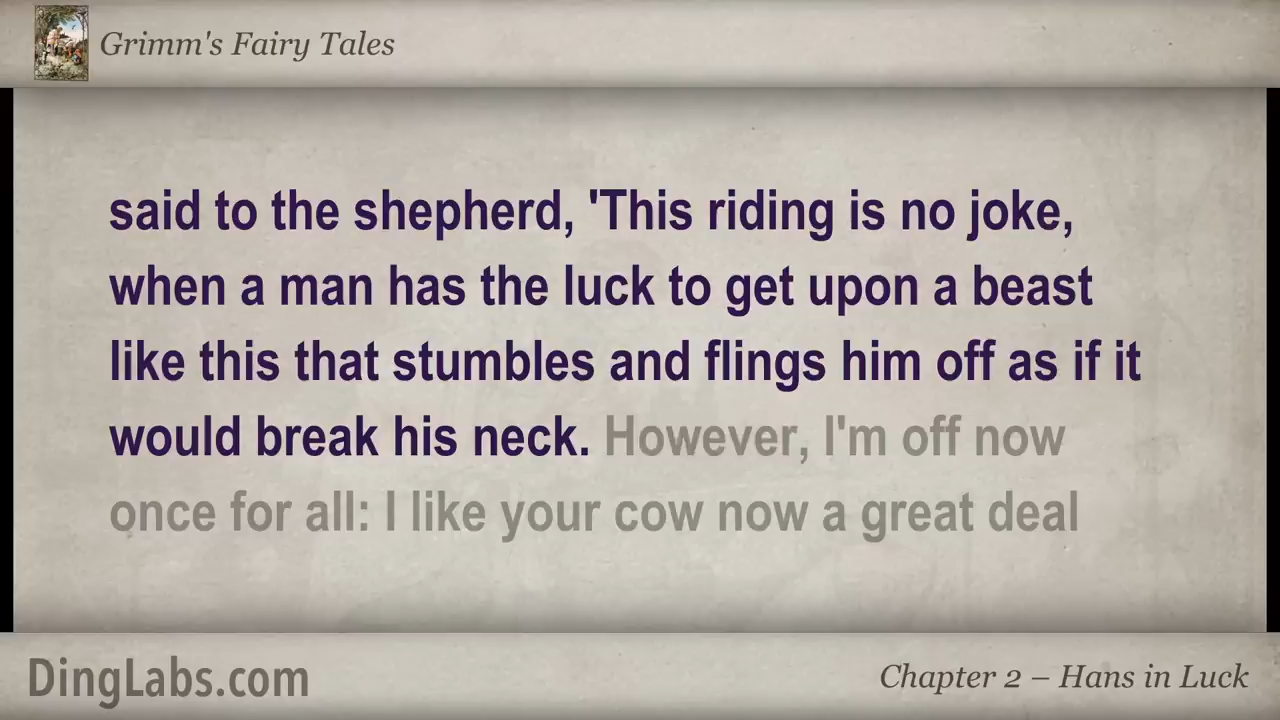 Grimm's Fairy Tales
said to the shepherd, 'This riding is no joke,
when a man has the luck to get upon a beast
like this that stumbles and flings him off as if it
would break his neck. However, I'm off now
once for all: I like your cow now a great deal
DingLabs.com
Chapter 2 – Hans in Luck